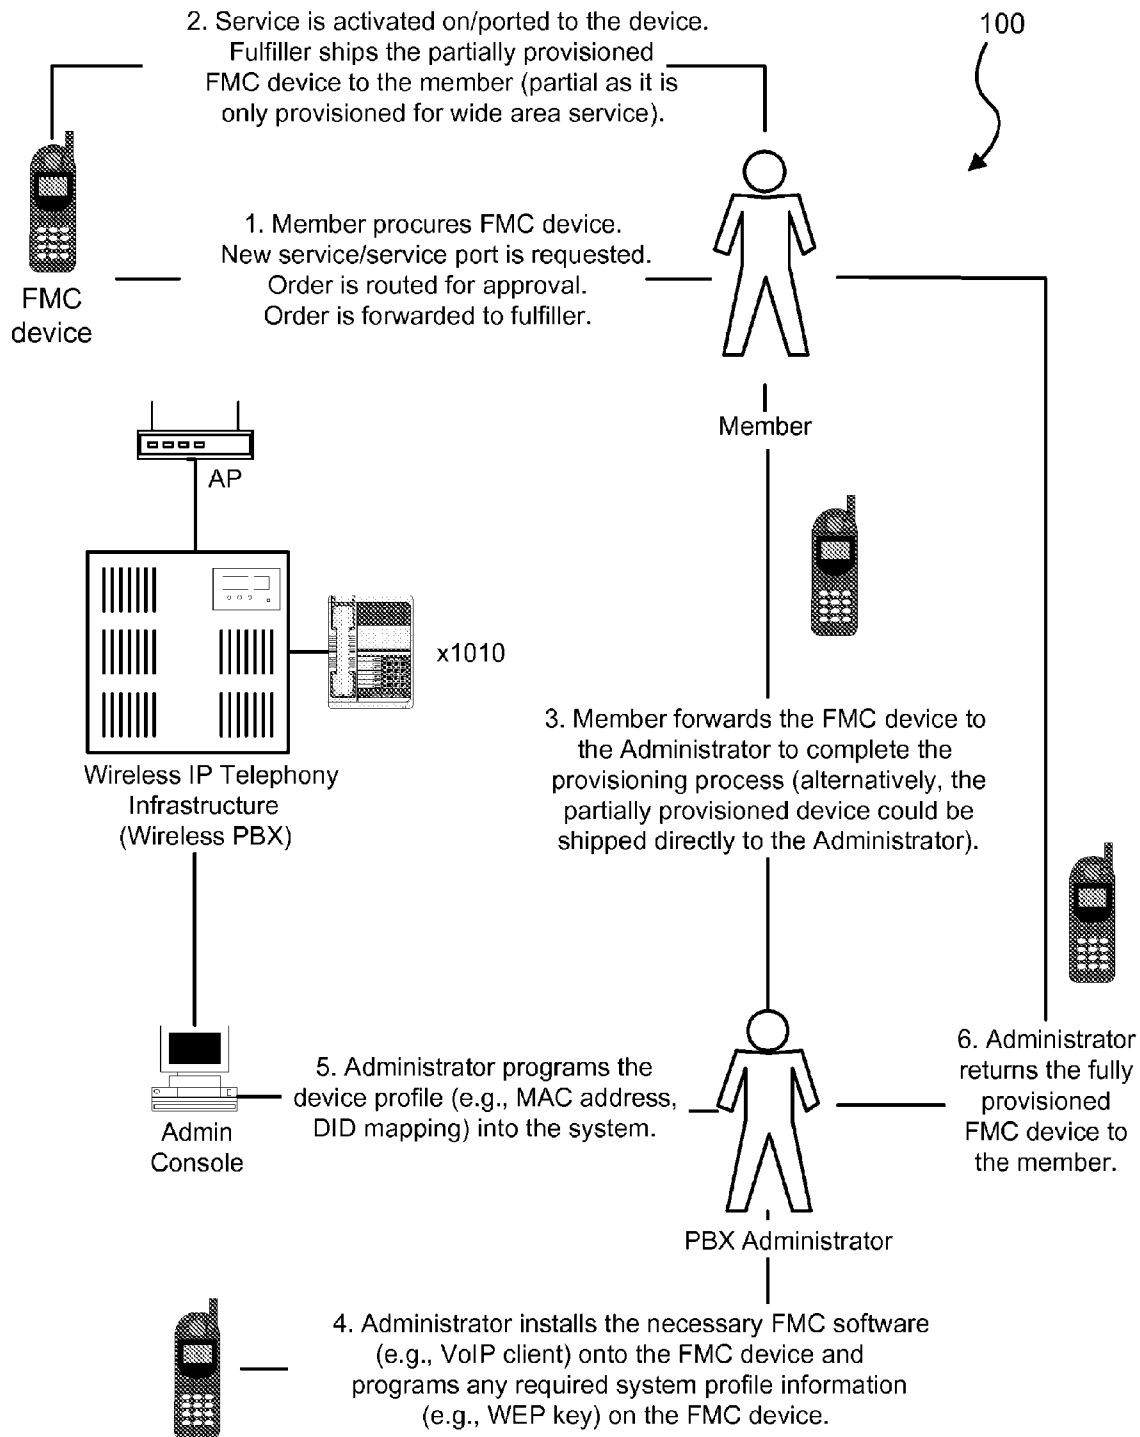 2. Service is activated on/ported to the device.
Fulfiller ships the partially provisioned
FMC device to the member (partial as it is
only provisioned for wide area service).
100
1. Member procures FMC device.
New service/service port is requested.
Order is routed for approval.
Order is forwarded to fulfiller.
FMC
device
Member
AP
x1010
Wireless IP Telephony
Infrastructure
(Wireless PBX)
3. Member forwards the FMC device to
the Administrator to complete the
provisioning process (alternatively, the
partially provisioned device could be
shipped directly to the Administrator).
5. Administrator programs the
device profile (e.g., MAC address,
DID mapping) into the system.
Admin
Console
6. Administrator
returns the fully
provisioned
FMC device to
the member.
PBX Administrator
4. Administrator installs the necessary FMC software
(e.g., VoIP client) onto the FMC device and
programs any required system profile information
(e.g., WEP key) on the FMC device.